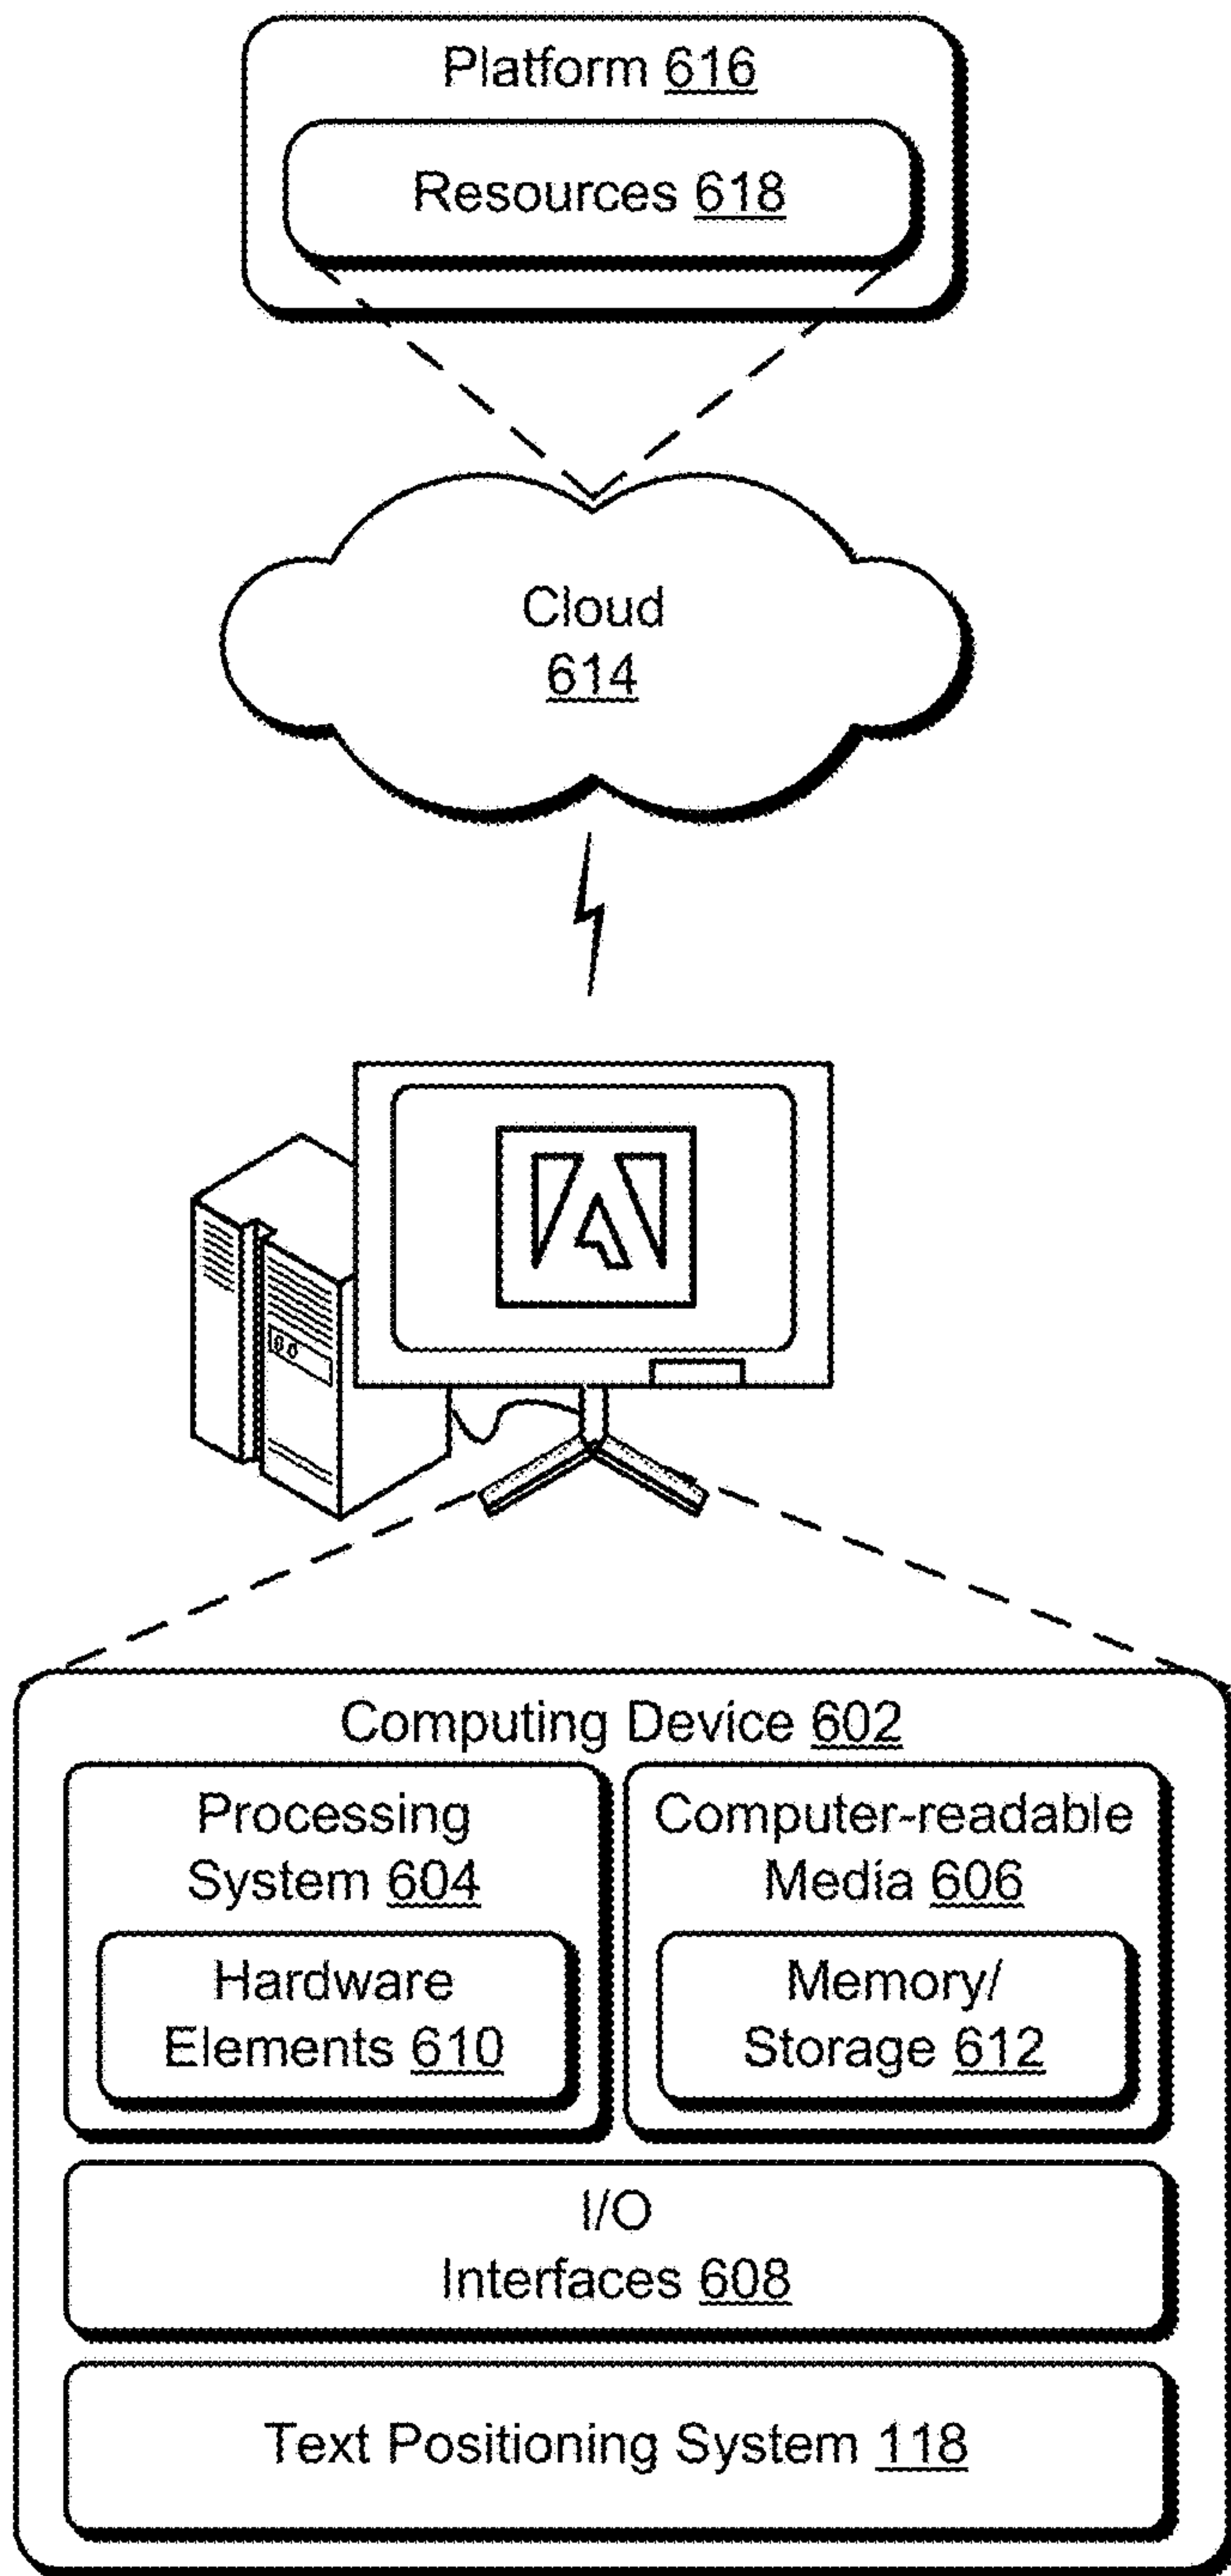 Platform 616
Resources 618
Cloud
614
Computing Device 602
Processing
System 604
Hardware
Elements 610
Computer-readable
Media 606
Memory/
Storage 612
I/O
Interfaces 608
Text Positioning System 118